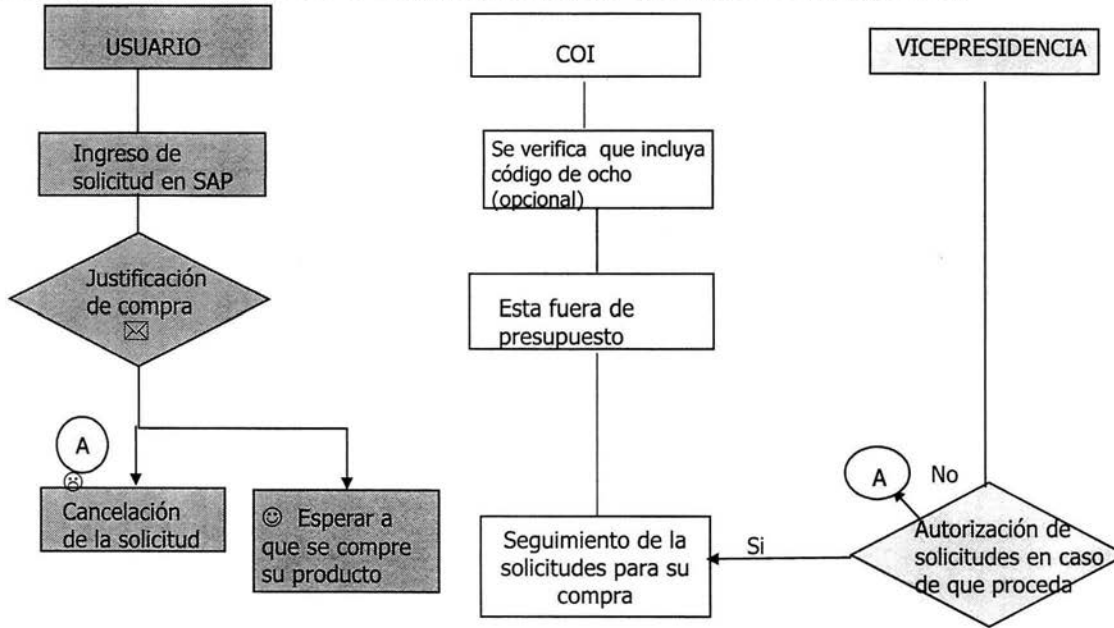 USUARIO
Ingreso de
solicitud en SAP
Justificación
de compra
A
Cancelación
de la solicitud
Esperar a
que se compre
su producto
COI
Se verifica que incluya
código de ocho
(opcional)
Esta fuera de
presupuesto
Seguimiento de la
solicitudes para su
compra
VICEPRESIDENCIA
A
No
Si
Autorización de
solicitudes en caso
de que proceda